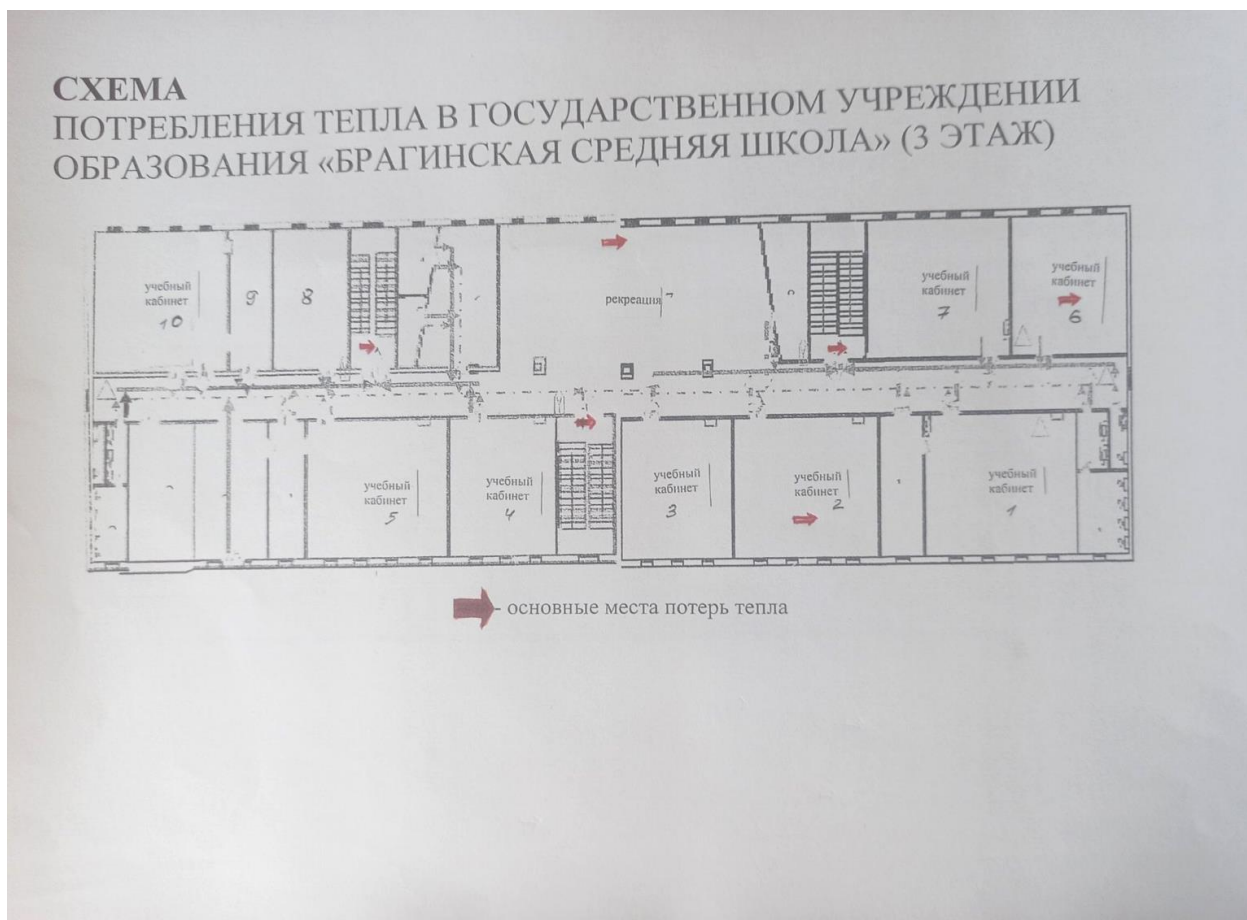 СХЕМА
ПОТРЕБЛЕНИЯ ТЕПЛА В ГОСУДАРСТВЕННОМ УЧРЕЖДЕНИИ
ОБРАЗОВАНИЯ «БРАГИНСКАЯ СРЕДНЯЯ ШКОЛА» (3 ЭТАЖ)
учебный
кабинет
10
9
8
рекреация
учебный
кабинет
7
учебный
кабинет
6
учебный
кабинет
5
учебный
кабинет
4
учебный
кабинет
3
учебный
кабинет
2
учебный
кабинет
1
- основные места потерь тепла